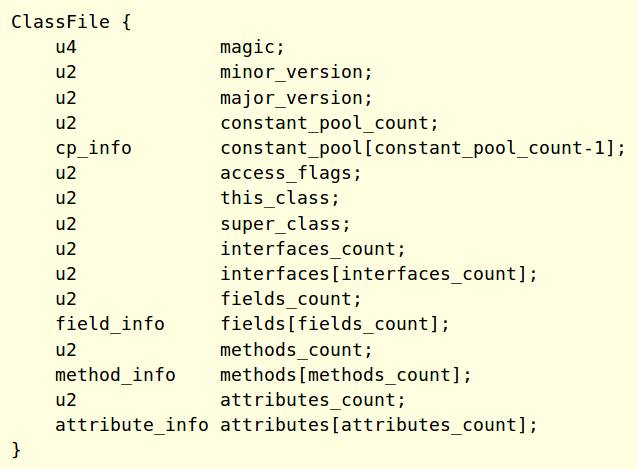 ClassFile {
    u4             magic;
    u2             minor_version;
    u2             major_version;
    u2             constant_pool_count;
    cp_info        constant_pool[constant_pool_count-1];
    u2             access_flags;
    u2             this_class;
    u2             super_class;
    u2             interfaces_count;
    u2             interfaces[interfaces_count];
    u2             fields_count;
    field_info     fields[fields_count];
    u2             methods_count;
    method_info    methods[methods_count];
    u2             attributes_count;
    attribute_info attributes[attributes_count];
}